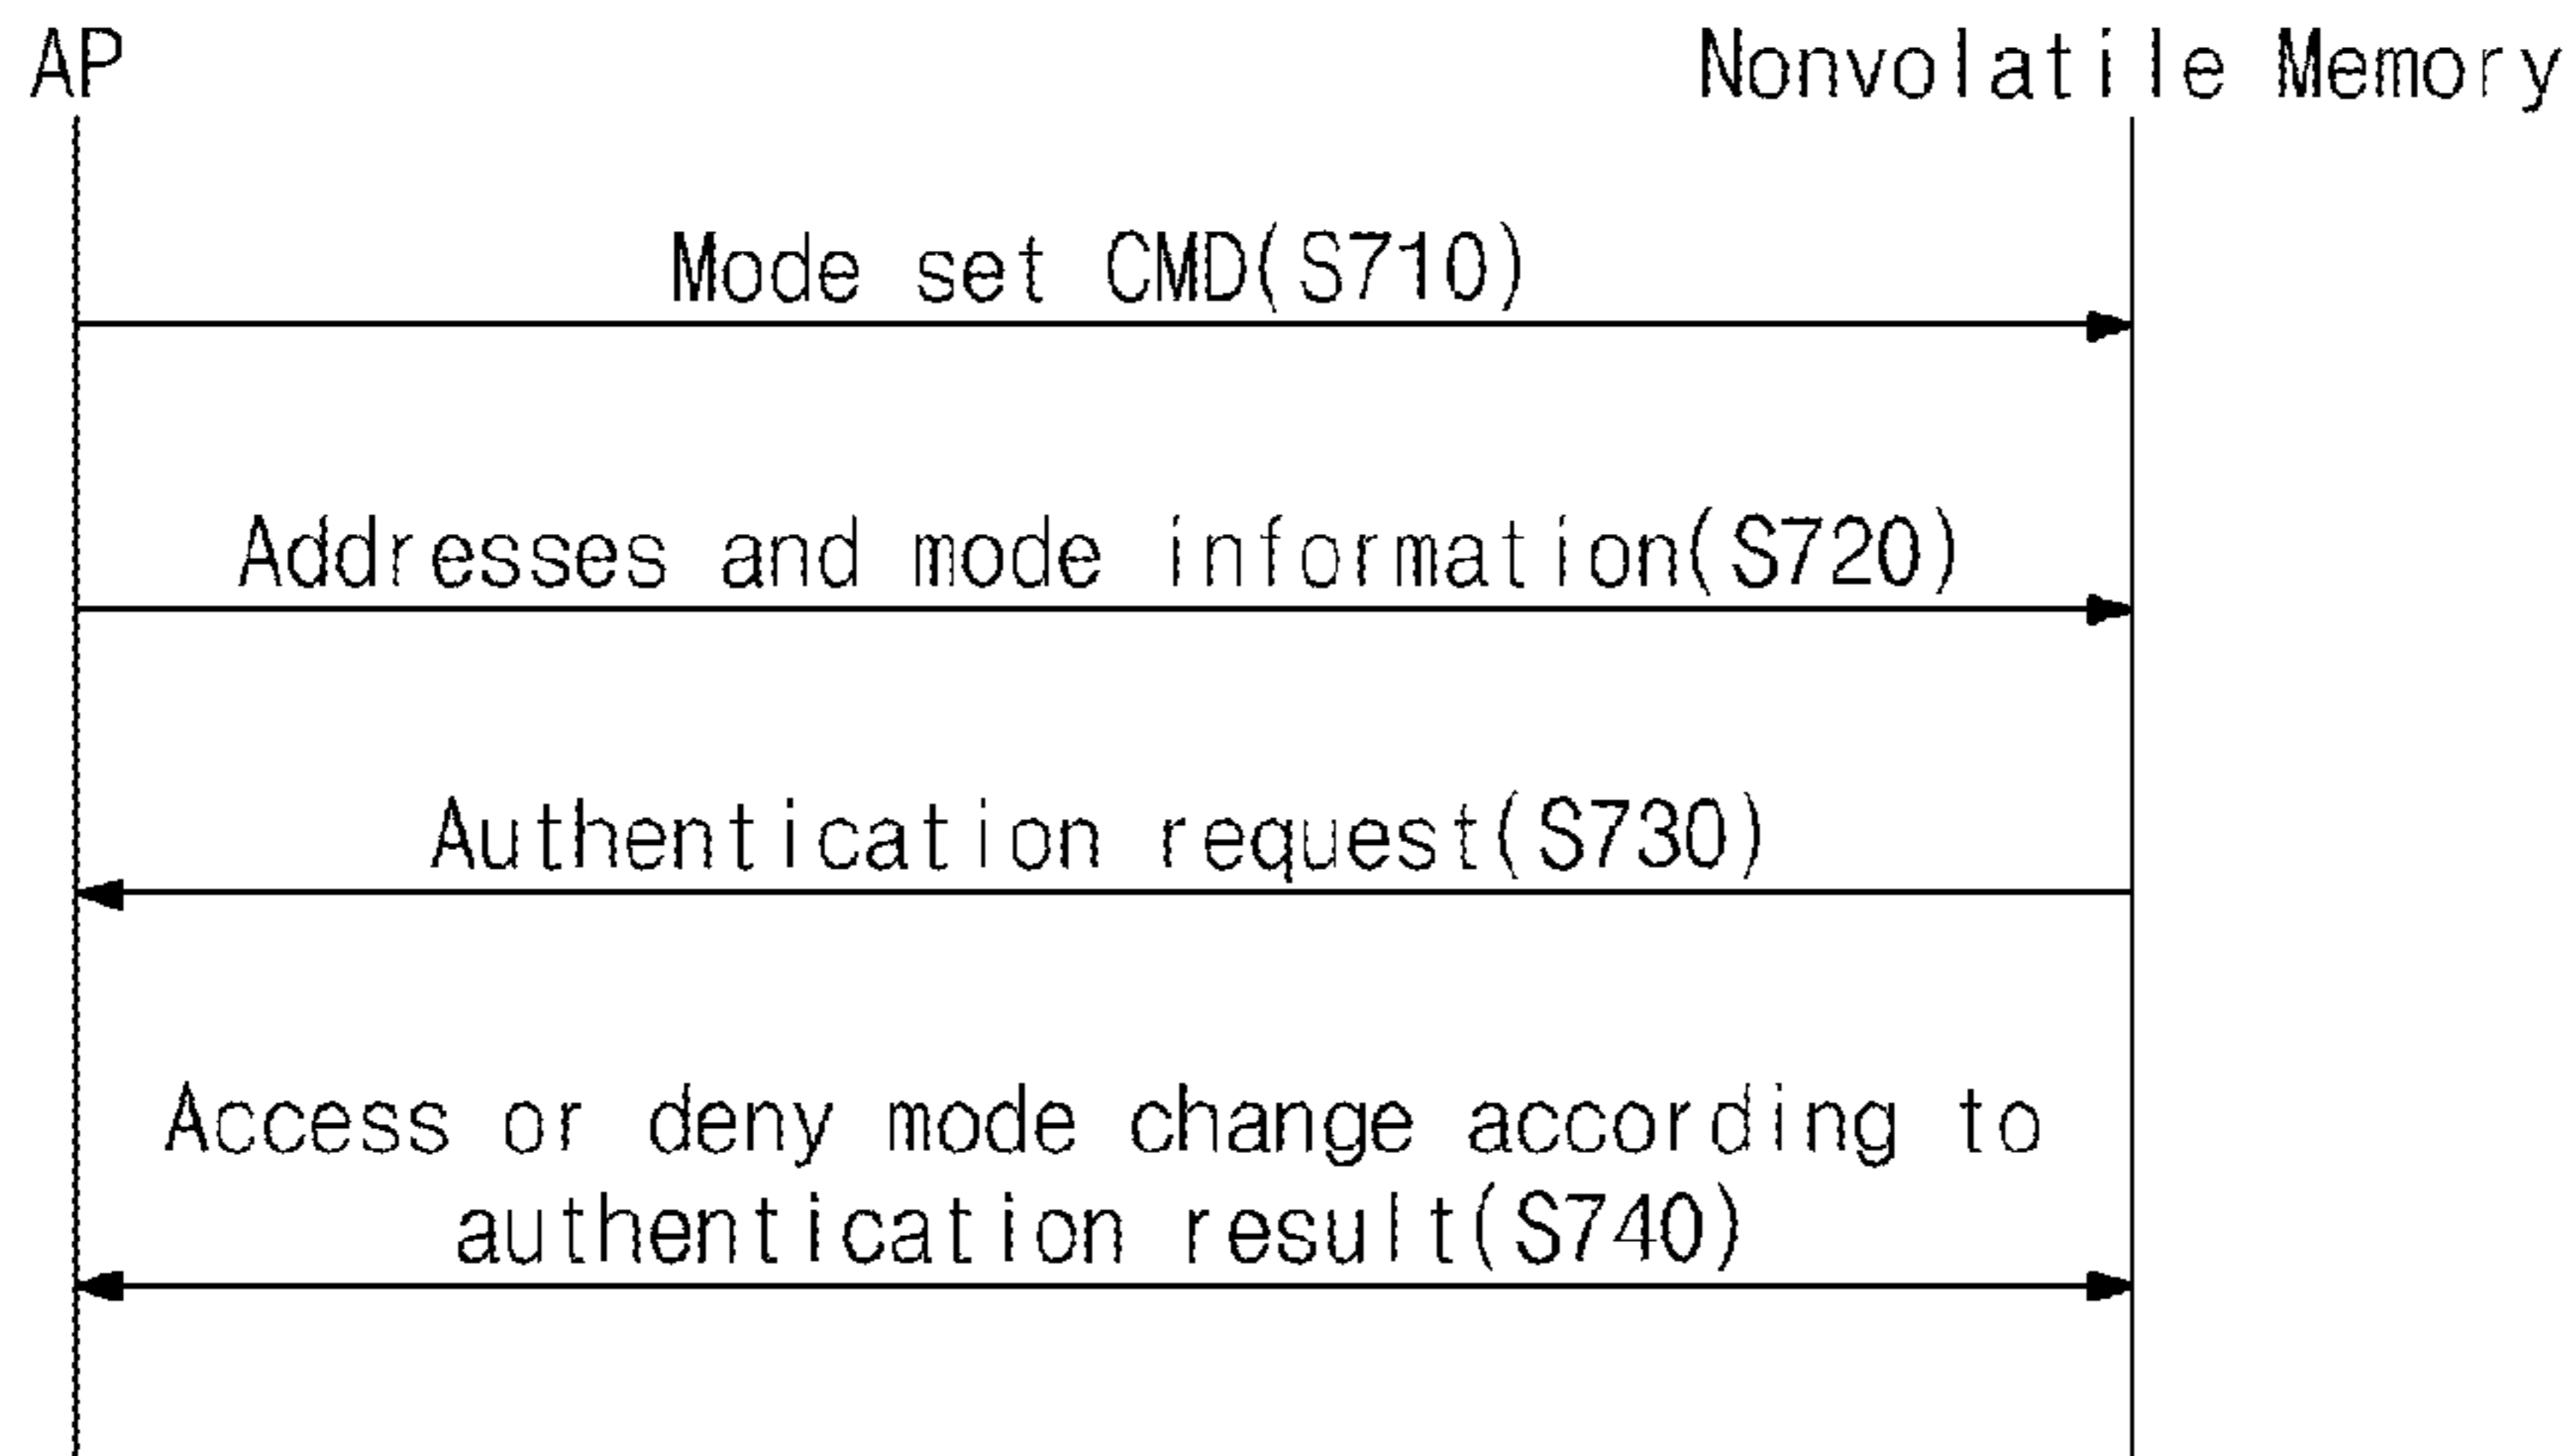 AP
Nonvolatile Memory
Mode set CMD(S710)
Addresses and mode information(S720)
Authentication request(S730)
Access or deny mode change according to
authentication result(S740)